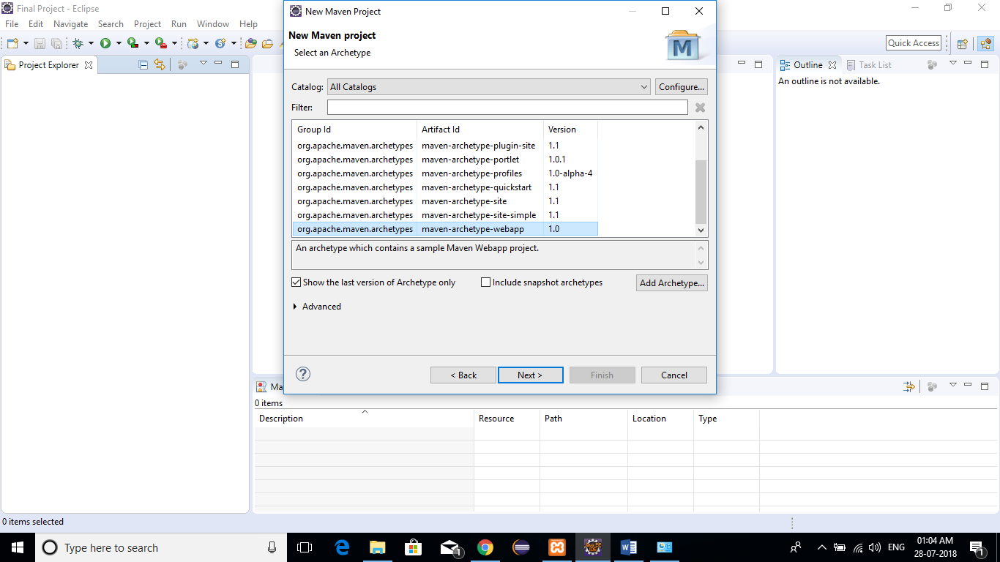 Final Project - Eclipse
File Edit Navigate Search Project Run Window Help
Quick Access
Project Explorer
New Maven Project
New Maven project
Select an Archetype
M
Catalog: All Catalogs Configure...
Filter:
Group Id Artifact Id Version
org.apache.maven.archetypes maven-archetype-plugin-site 1.1
org.apache.maven.archetypes maven-archetype-portlet 1.0.1
org.apache.maven.archetypes maven-archetype-profiles 1.0-alpha-4
org.apache.maven.archetypes maven-archetype-quickstart 1.1
org.apache.maven.archetypes maven-archetype-site 1.1
org.apache.maven.archetypes maven-archetype-site-simple 1.1
org.apache.maven.archetypes maven-archetype-webapp 1.0
An archetype which contains a sample Maven Webapp project.
Show the last version of Archetype only Include snapshot archetypes Add Archetype...
Advanced
< Back Next > Finish Cancel
Outline Task List
An outline is not available.
Ma
0 items
Description Resource Path Location Type
0 items selected
Type here to search
1
ENG
01:04 AM
28-07-2018
1